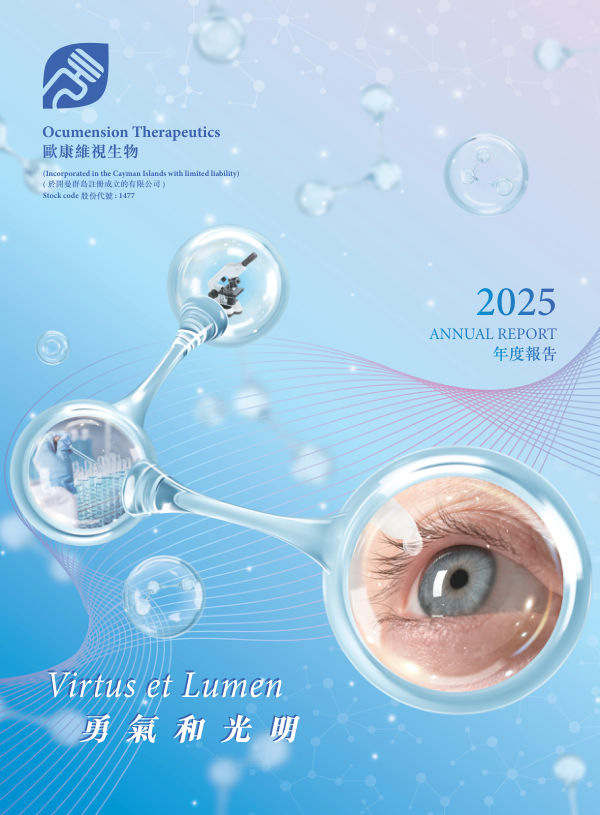 Ocumension Therapeutics
歐康維視生物
(Incorporated in the Cayman Islands with limited liability)
( 於開曼群島註冊成立的有限公司 )
Stock code 股份代號 : 1477
2025
ANNUAL REPORT
年度報告
Virtus et Lumen
勇氣和光明